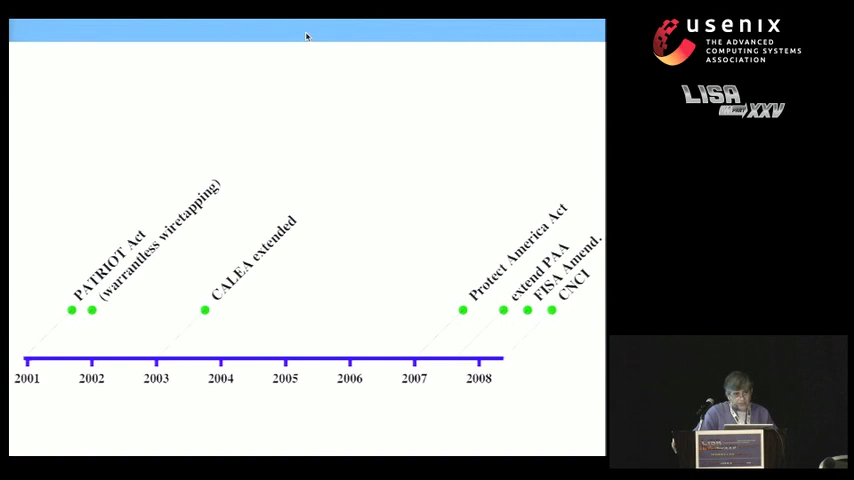 usenix
THE ADVANCED
COMPUTING SYSTEMS
ASSOCIATION
LISA
XXV
PATRIOT Act
(warrantless wiretapping)
CALEA extended
Protect America Act
extend PAA
FISA Amend.
CNCI
2001 2002 2003 2004 2005 2006 2007 2008
LISA